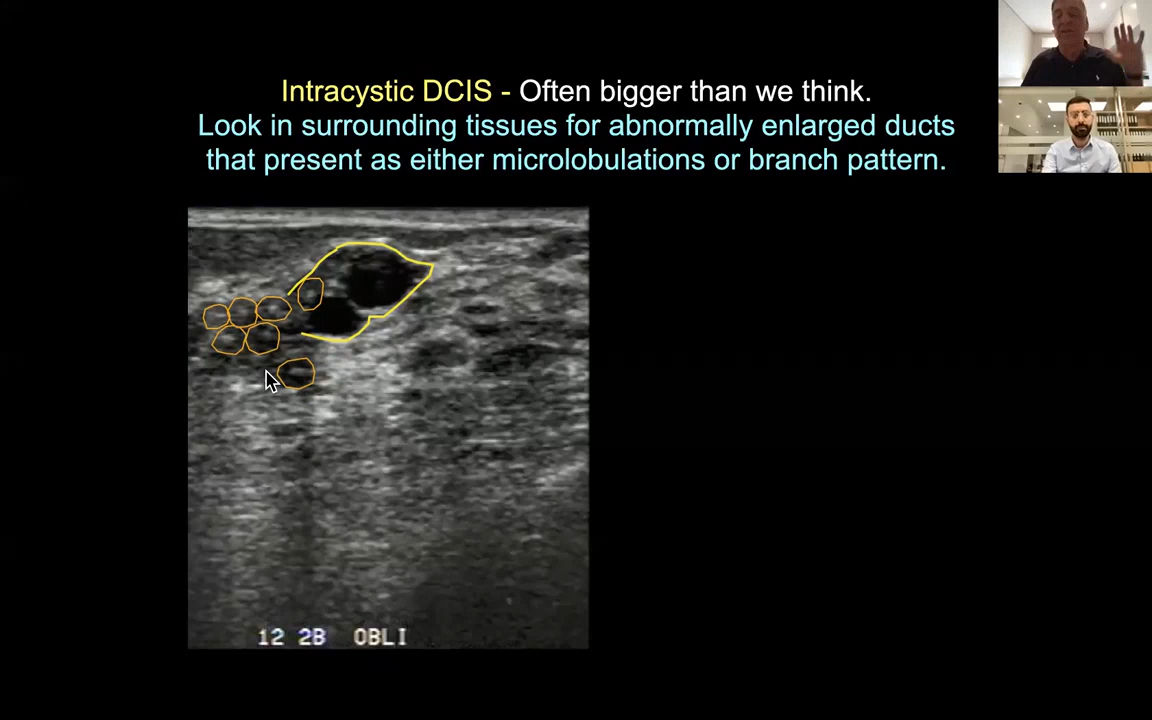 Intracystic DCIS - Often bigger than we think.
Look in surrounding tissues for abnormally enlarged ducts
that present as either microlobulations or branch pattern.
12 2B OBLI